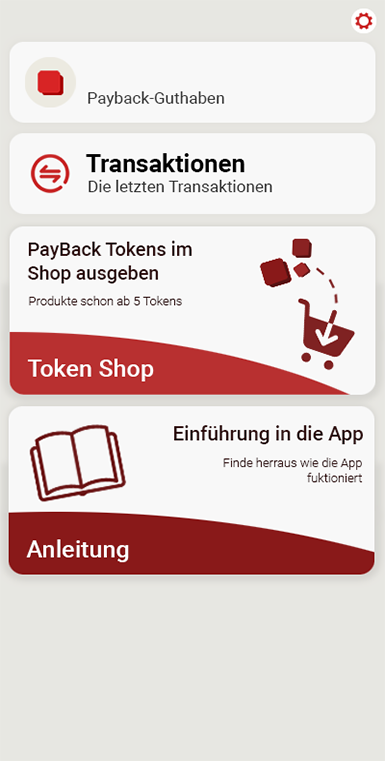 Payback-Guthaben
Transaktionen
Die letzten Transaktionen
PayBack Tokens im
Shop ausgeben
Produkte schon ab 5 Tokens
Token Shop
Einführung in die App
Finde herraus wie die App
fuktioniert
Anleitung